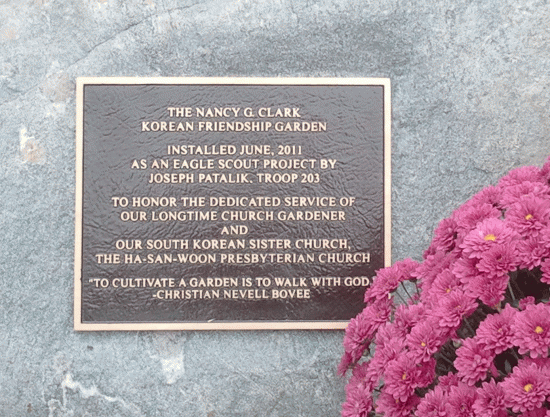 THE NANCY G. CLARK
KOREAN FRIENDSHIP GARDEN
INSTALLED JUNE, 2011
AS AN EAGLE SCOUT PROJECT BY
JOSEPH PATALIK, TROOP 203
TO HONOR THE DEDICATED SERVICE OF
OUR LONGTIME CHURCH GARDENER
AND
OUR SOUTH KOREAN SISTER CHURCH,
THE HA-SAN-WOON PRESBYTERIAN CHURCH
"TO CULTIVATE A GARDEN IS TO WALK WITH GOD
-CHRISTIAN NEVELL BOVEE